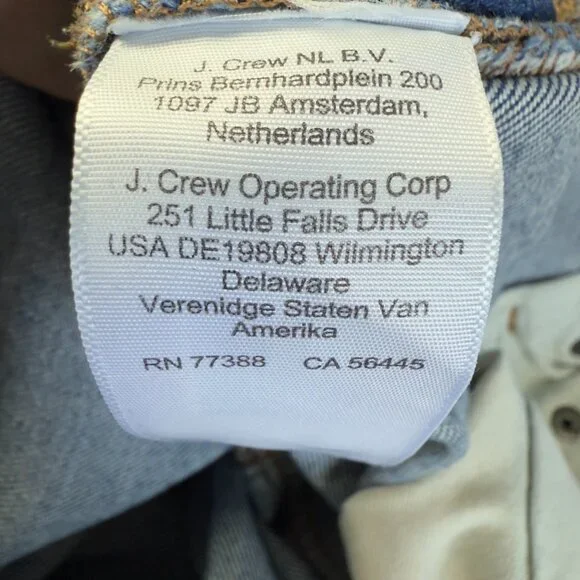 J. Crew NL B.V.
Prins Bernhardplein 200
1097 JB Amsterdam,
Netherlands
J. Crew Operating Corp
251 Little Falls Drive
USA DE19808 Wilmington
Delaware
Verenidge Staten Van
Amerika
RN 77388 CA 56445